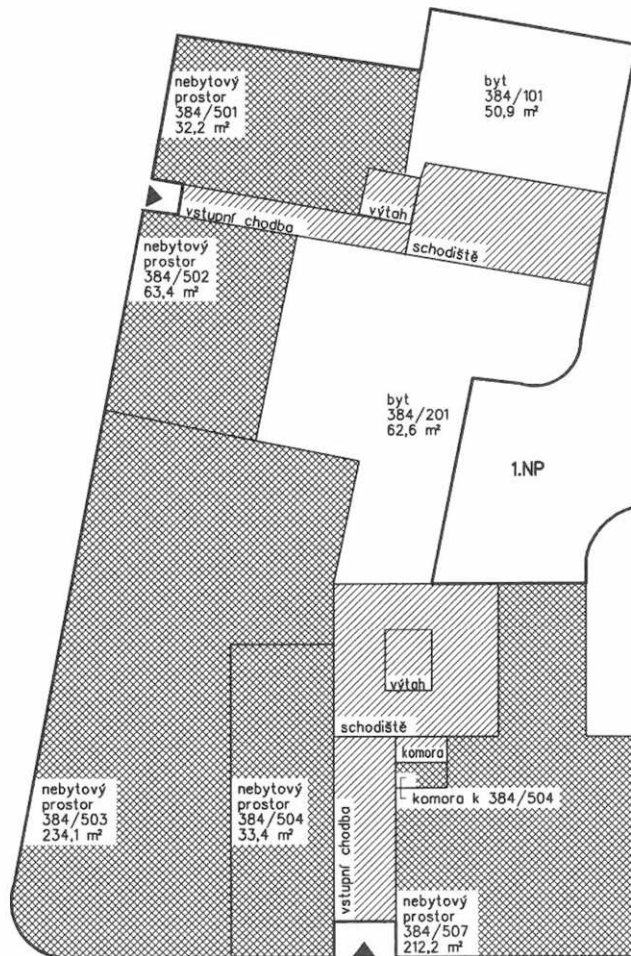 nebytový
prostor
384/501
32,2 m²
byt
384/101
50,9 m²
výtah
vstupní chodba
schodiště
nebytový
prostor
384/502
63,4 m²
byt
384/201
62,6 m²
1.NP
výtah
schodiště
komora
komora k 384/504
nebytový
prostor
384/503
234,1 m²
nebytový
prostor
384/504
33,4 m²
vstupní chodba
nebytový
prostor
384/507
212,2 m²